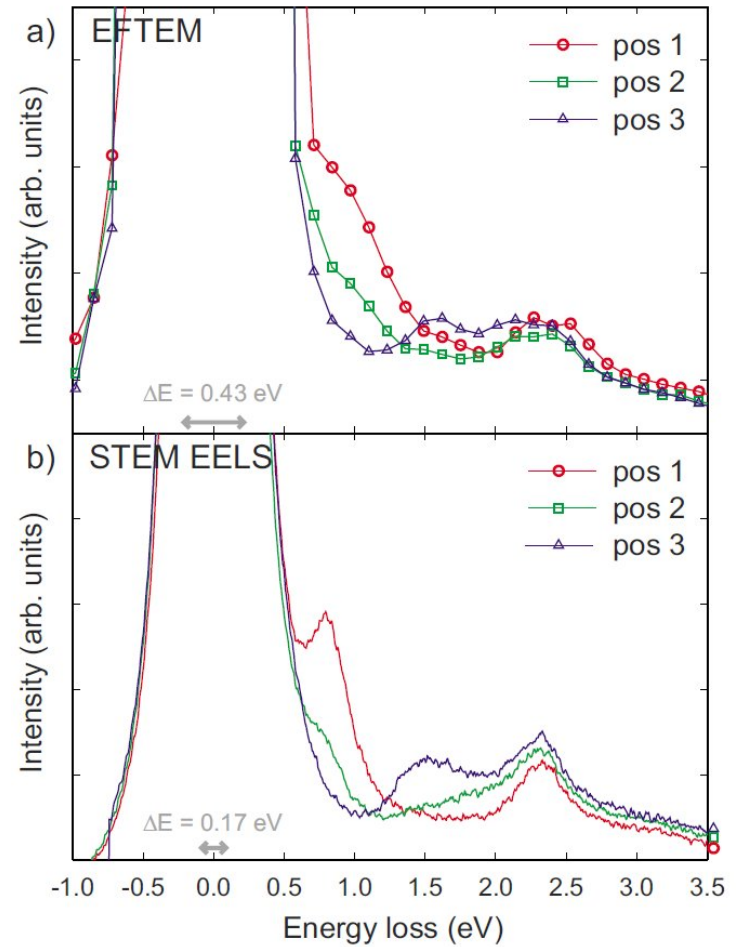 a) EFTEM
pos 1
pos 2
pos 3
Intensity (arb. units)
ΔE = 0.43 eV
b) STEM EELS
pos 1
pos 2
pos 3
Intensity (arb. units)
ΔE = 0.17 eV
-1.0 -0.5 0.0 0.5 1.0 1.5 2.0 2.5 3.0 3.5
Energy loss (eV)